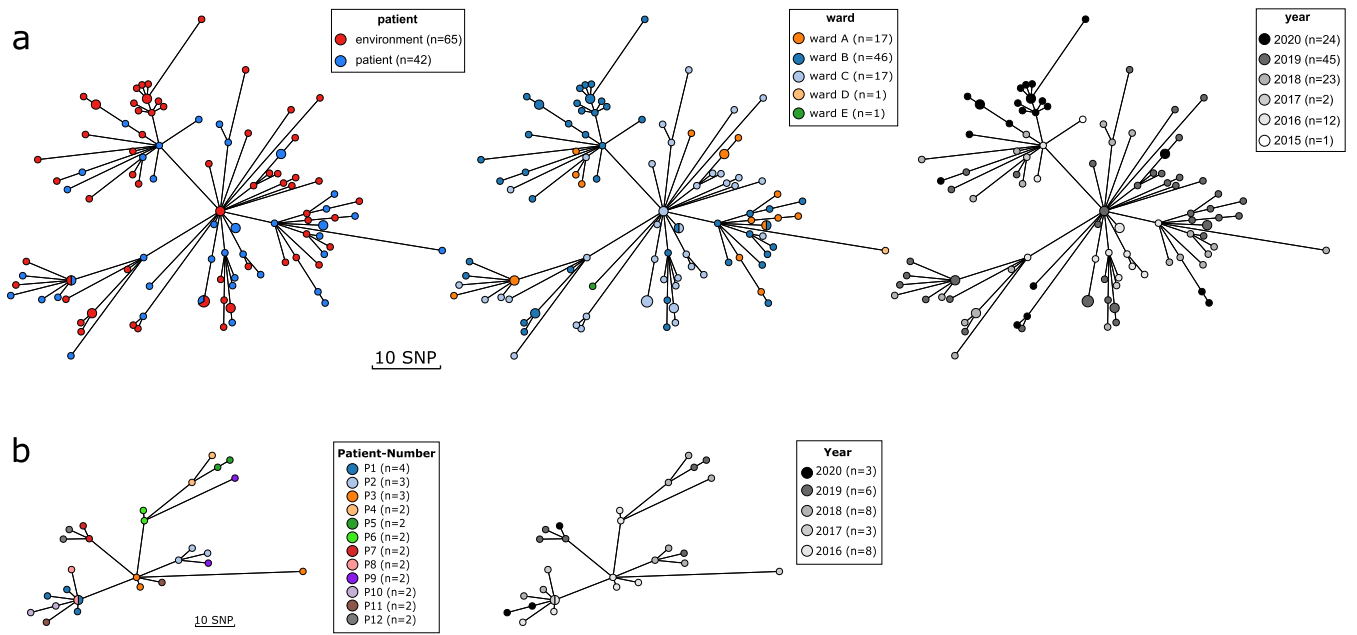 a
patient
environment (n=65)
patient (n=42)
ward
ward A (n=17)
ward B (n=46)
ward C (n=17)
ward D (n=1)
ward E (n=1)
year
2020 (n=24)
2019 (n=45)
2018 (n=23)
2017 (n=2)
2016 (n=12)
2015 (n=1)
10 SNP
b
Patient-Number
P1 (n=4)
P2 (n=3)
P3 (n=3)
P4 (n=2)
P5 (n=2
P6 (n=2)
P7 (n=2)
P8 (n=2)
P9 (n=2)
P10 (n=2)
P11 (n=2)
P12 (n=2)
10 SNP
Year
2020 (n=3)
2019 (n=6)
2018 (n=8)
2017 (n=3)
2016 (n=8)